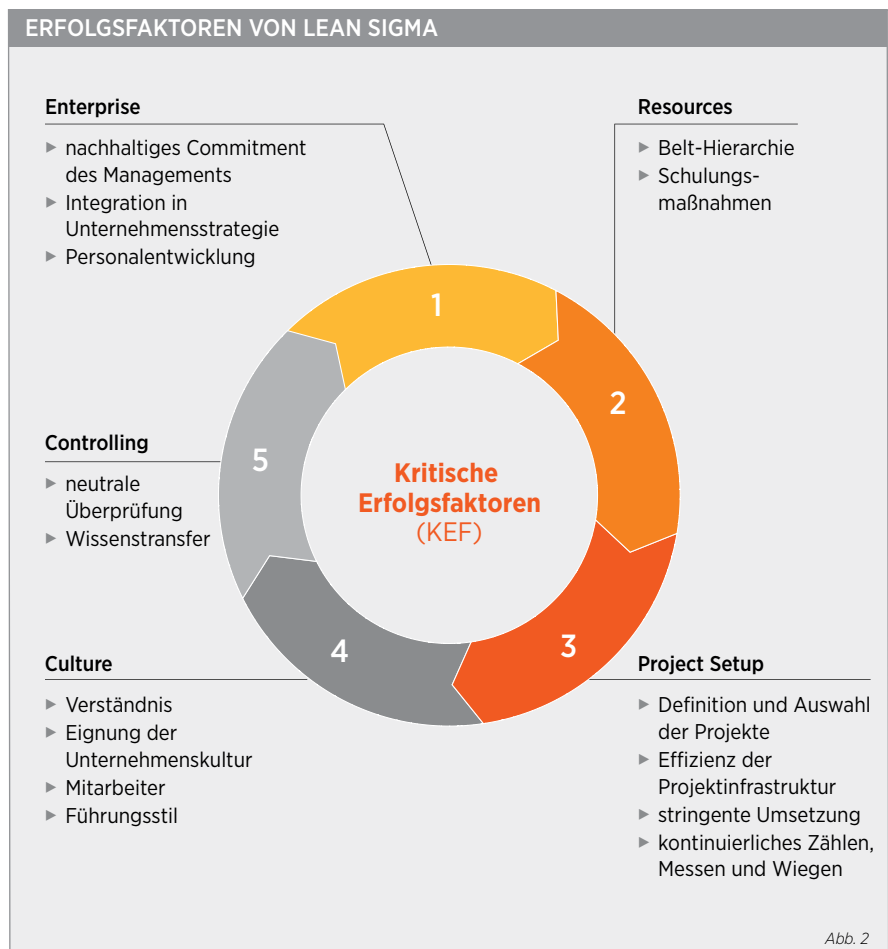 ERFOLGSFAKTOREN VON LEAN SIGMA
Enterprise
▶ nachhaltiges Commitment
des Managements
▶ Integration in
Unternehmensstrategie
▶ Personalentwicklung
Resources
▶ Belt-Hierarchie
▶ Schulungs-
maßnahmen
1
2
3
4
5
Kritische
Erfolgsfaktoren
(KEF)
Controlling
▶ neutrale
Überprüfung
▶ Wissenstransfer
Culture
▶ Verständnis
▶ Eignung der
Unternehmenskultur
▶ Mitarbeiter
▶ Führungsstil
Project Setup
▶ Definition und Auswahl
der Projekte
▶ Effizienz der
Projektinfrastruktur
▶ stringente Umsetzung
▶ kontinuierliches Zählen,
Messen und Wiegen
Abb. 2